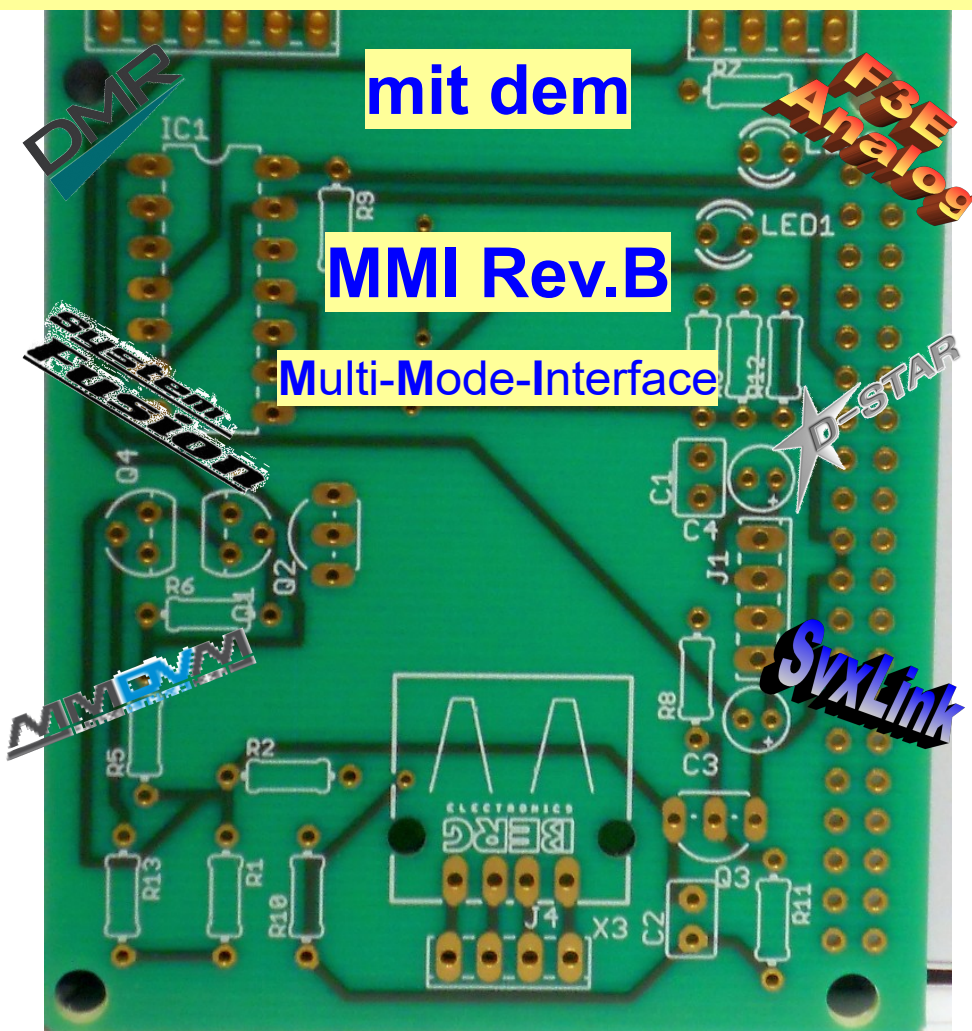 mit dem
DMR
F3E
Analog
R7
IC1
R9
LED1
MMI Rev.B
Multi-Mode-Interface
System
Fusion
R12
D-STAR
Q4
C1
C4
Q2
J1
R6
Q1
MMDVM
SvxLink
R8
R5
R2
C3
ELECTRONICS
BERG
R13
R1
R10
Q3
R11
J4
X3
C2